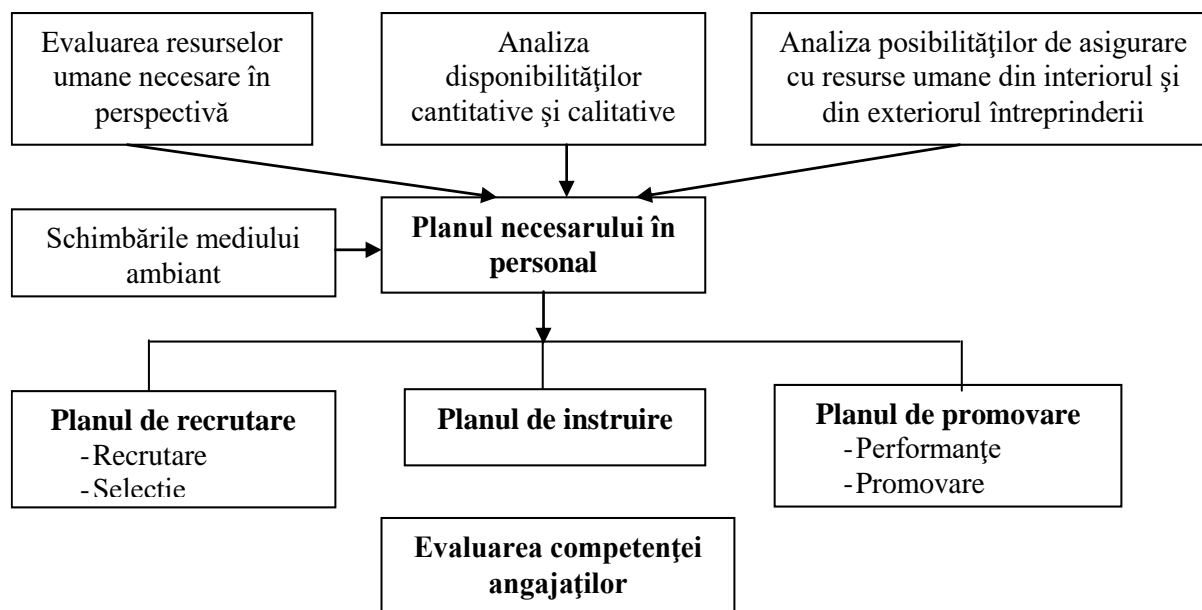 Evaluarea resurselor
umane necesare în
perspectivă
Analiza
disponibilităţilor
cantitative şi calitative
Analiza posibilităţilor de asigurare
cu resurse umane din interiorul şi
din exteriorul întreprinderii
Schimbările mediului
ambiant
Planul necesarului în
personal
Planul de recrutare
-Recrutare
-Selecţie
Planul de instruire
Planul de promovare
-Performanţe
-Promovare
Evaluarea competenţei
angajaţilor